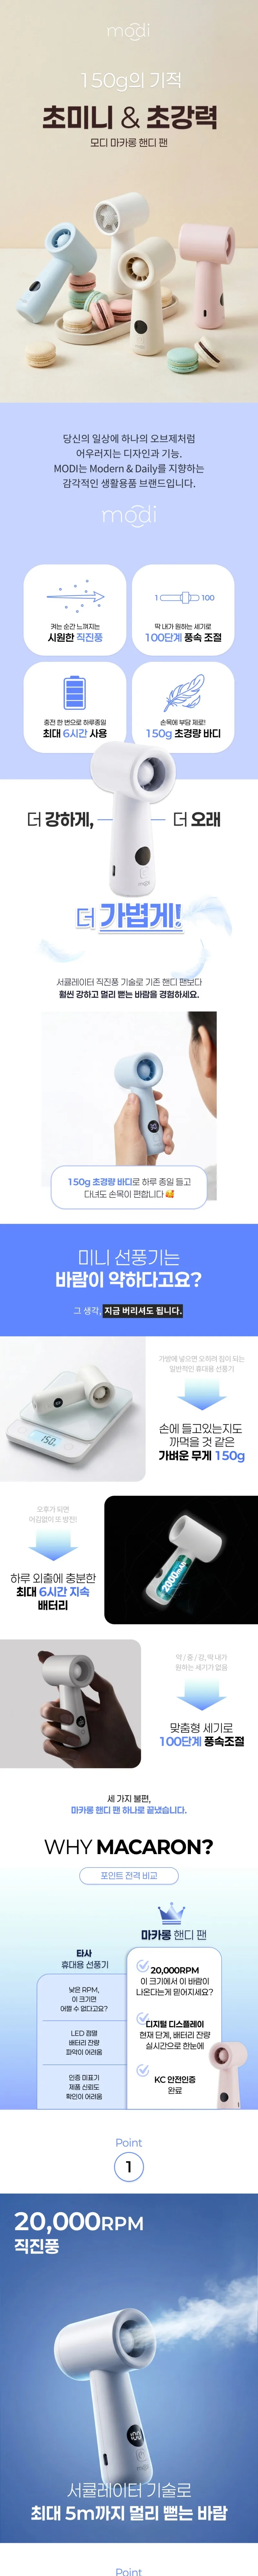 modi
150g의 기적
초미니 & 초강력
모디 마카롱 핸디 팬
당신의 일상에 하나의 오브제처럼
어우러지는 디자인과 기능.
MODI는 Modern & Daily를 지향하는
감각적인 생활용품 브랜드입니다.
modi
켜는 순간 느껴지는
시원한 직진풍
1 100
딱 내가 원하는 세기로
100단계 풍속 조절
충전 한 번으로 하루종일
최대 6시간 사용
손목에 부담 제로!
150g 초경량 바디
더 강하게, 더 오래
modi
더 가볍게!
서큘레이터 직진풍 기술로 기존 핸디 팬보다
훨씬 강하고 멀리 뻗는 바람을 경험하세요.
150g 초경량 바디로 하루 종일 들고
다녀도 손목이 편합니다 🥰
미니 선풍기는
바람이 약하다고요?
그 생각, 지금 버리셔도 됩니다.
가방에 넣으면 오히려 짐이 되는
일반적인 휴대용 선풍기
150g
손에 들고있는지도
까먹을 것 같은
가벼운 무게 150g
오후가 되면
어김없이 또 방전!
하루 외출에 충분한
최대 6시간 지속
배터리
2000mAh
약 / 중 / 강, 딱 내가
원하는 세기가 없음
맞춤형 세기로
100단계 풍속조절
세 가지 불편,
마카롱 핸디 팬 하나로 끝냈습니다.
WHY MACARON?
포인트 전격 비교
타사
휴대용 선풍기
마카롱 핸디 팬
낮은 RPM,
이 크기면
어쩔 수 없다고요?
20,000RPM
이 크기에서 이 바람이
나온다는게 믿어지세요?
LED 점멸
배터리 잔량
파악이 어려움
디지털 디스플레이
현재 단계, 배터리 잔량
실시간으로 한눈에
인증 미표기
제품 신뢰도
확인이 어려움
KC 안전인증
완료
Point
1
20,000RPM
직진풍
100
서큘레이터 기술로
최대 5m까지 멀리 뻗는 바람
Point